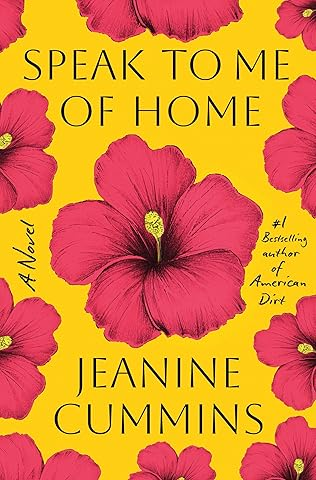 SPEAK TO ME
OF HOME
A Novel
#1
Bestselling
author
of
American
Dirt
JEANINE
CUMMINS